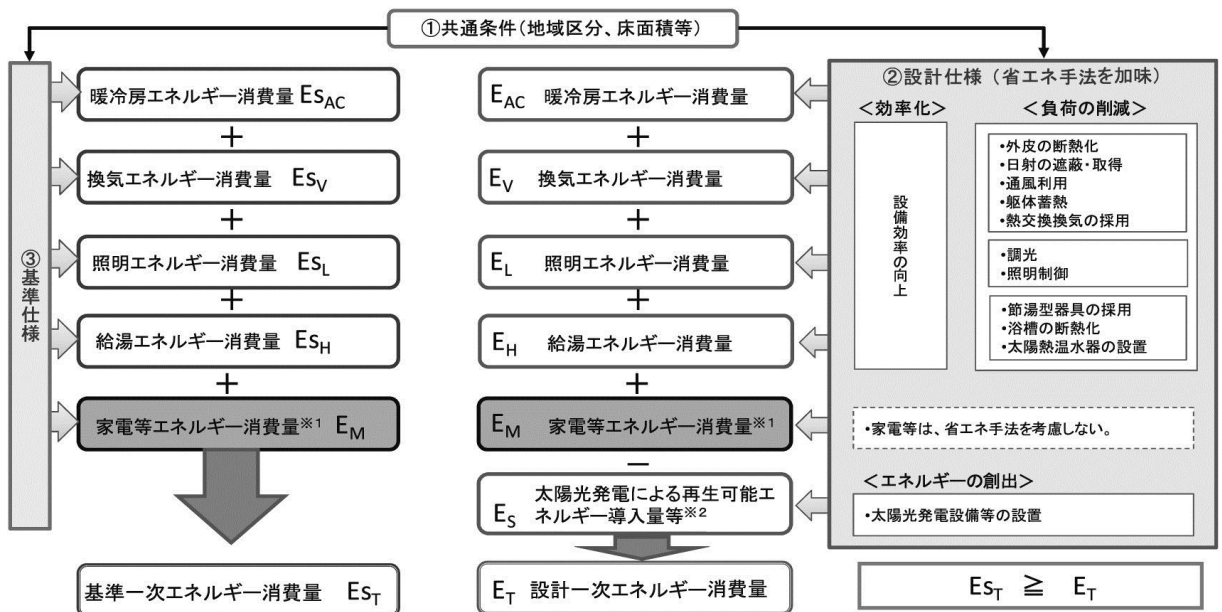 ①共通条件(地域区分、床面積等)
③基準仕様
暖冷房エネルギー消費量 EsAC
+
換気エネルギー消費量 EsV
+
照明エネルギー消費量 EsL
+
給湯エネルギー消費量 EsH
+
家電等エネルギー消費量※1 EM
基準一次エネルギー消費量 EsT
EAC 暖冷房エネルギー消費量
+
EV 換気エネルギー消費量
+
EL 照明エネルギー消費量
+
EH 給湯エネルギー消費量
+
EM 家電等エネルギー消費量※1
−
ES 太陽光発電による再生可能エ
ネルギー導入量等※2
ET 設計一次エネルギー消費量
②設計仕様(省エネ手法を加味)
<効率化>
設備効率の向上
<負荷の削減>
・外皮の断熱化
・日射の遮蔽・取得
・通風利用
・躯体蓄熱
・熱交換換気の採用
・調光
・照明制御
・節湯型器具の採用
・浴槽の断熱化
・太陽熱温水器の設置
・家電等は、省エネ手法を考慮しない。
<エネルギーの創出>
・太陽光発電設備等の設置
EsT ≧ ET